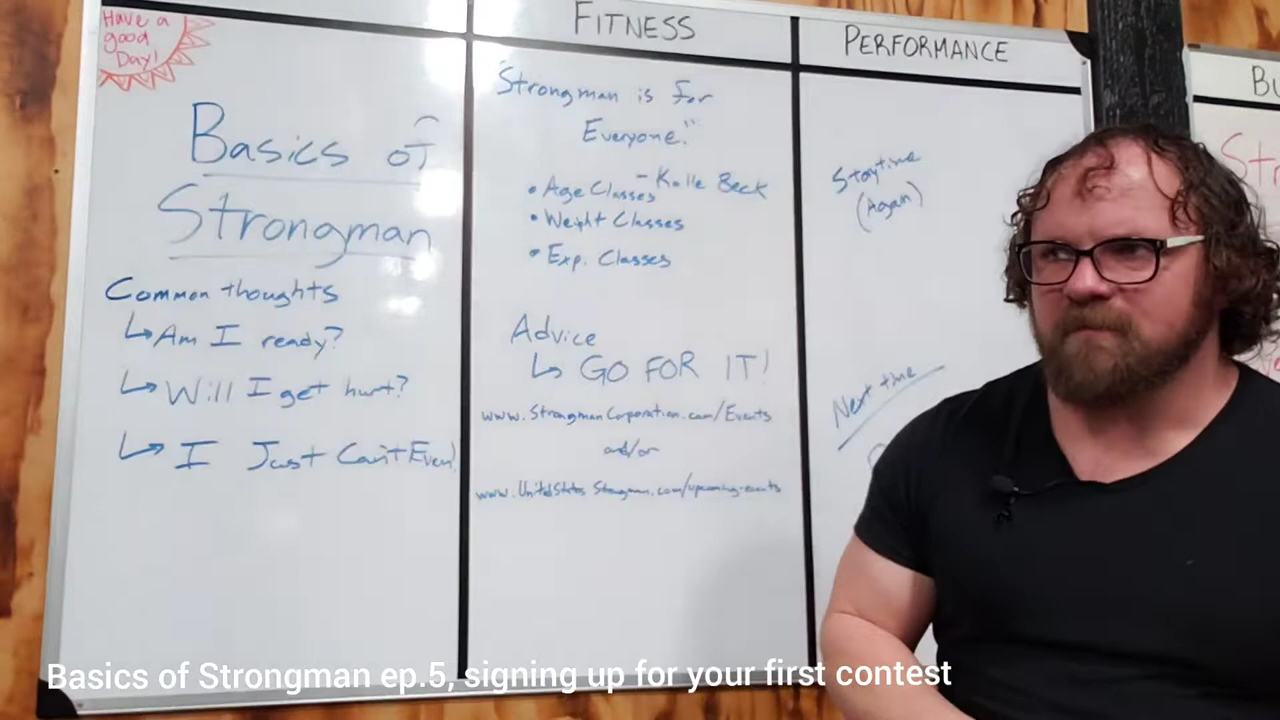 Have a
good
Day!
Basics of
Strongman
Common thoughts
↳ Am I ready?
↳ Will I get hurt?
↳ I Just Can't Even!
FITNESS
"Strongman is for
Everyone."
- Kalle Beck
• Age Classes
• Weight Classes
• Exp. Classes
Advice
↳ GO FOR IT!
www.StrongmanCorporation.com/Events
and/or
www.UnitedStatesStrongman.com/upcoming-events
PERFORMANCE
Storytime
(Again)
Next time
BU
Str
Basics of Strongman ep.5, signing up for your first contest